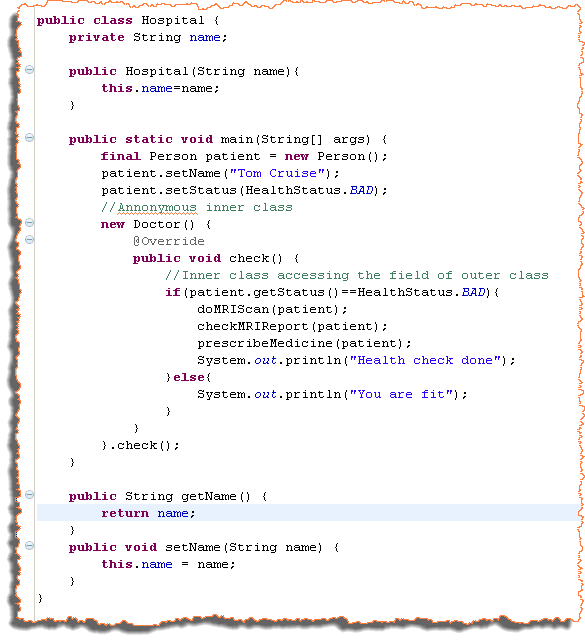 public class Hospital {
    private String name;

    public Hospital(String name){
        this.name=name;
    }

    public static void main(String[] args) {
        final Person patient = new Person();
        patient.setName("Tom Cruise");
        patient.setStatus(HealthStatus.BAD);
        //Annonymous inner class
        new Doctor() {
            @Override
            public void check() {
                //Inner class accessing the field of outer class
                if(patient.getStatus()==HealthStatus.BAD){
                    doMRIScan(patient);
                    checkMRIReport(patient);
                    prescribeMedicine(patient);
                    System.out.println("Health check done");
                }else{
                    System.out.println("You are fit");
                }
            }
        }.check();
    }

    public String getName() {
        return name;
    }
    public void setName(String name) {
        this.name = name;
    }
}